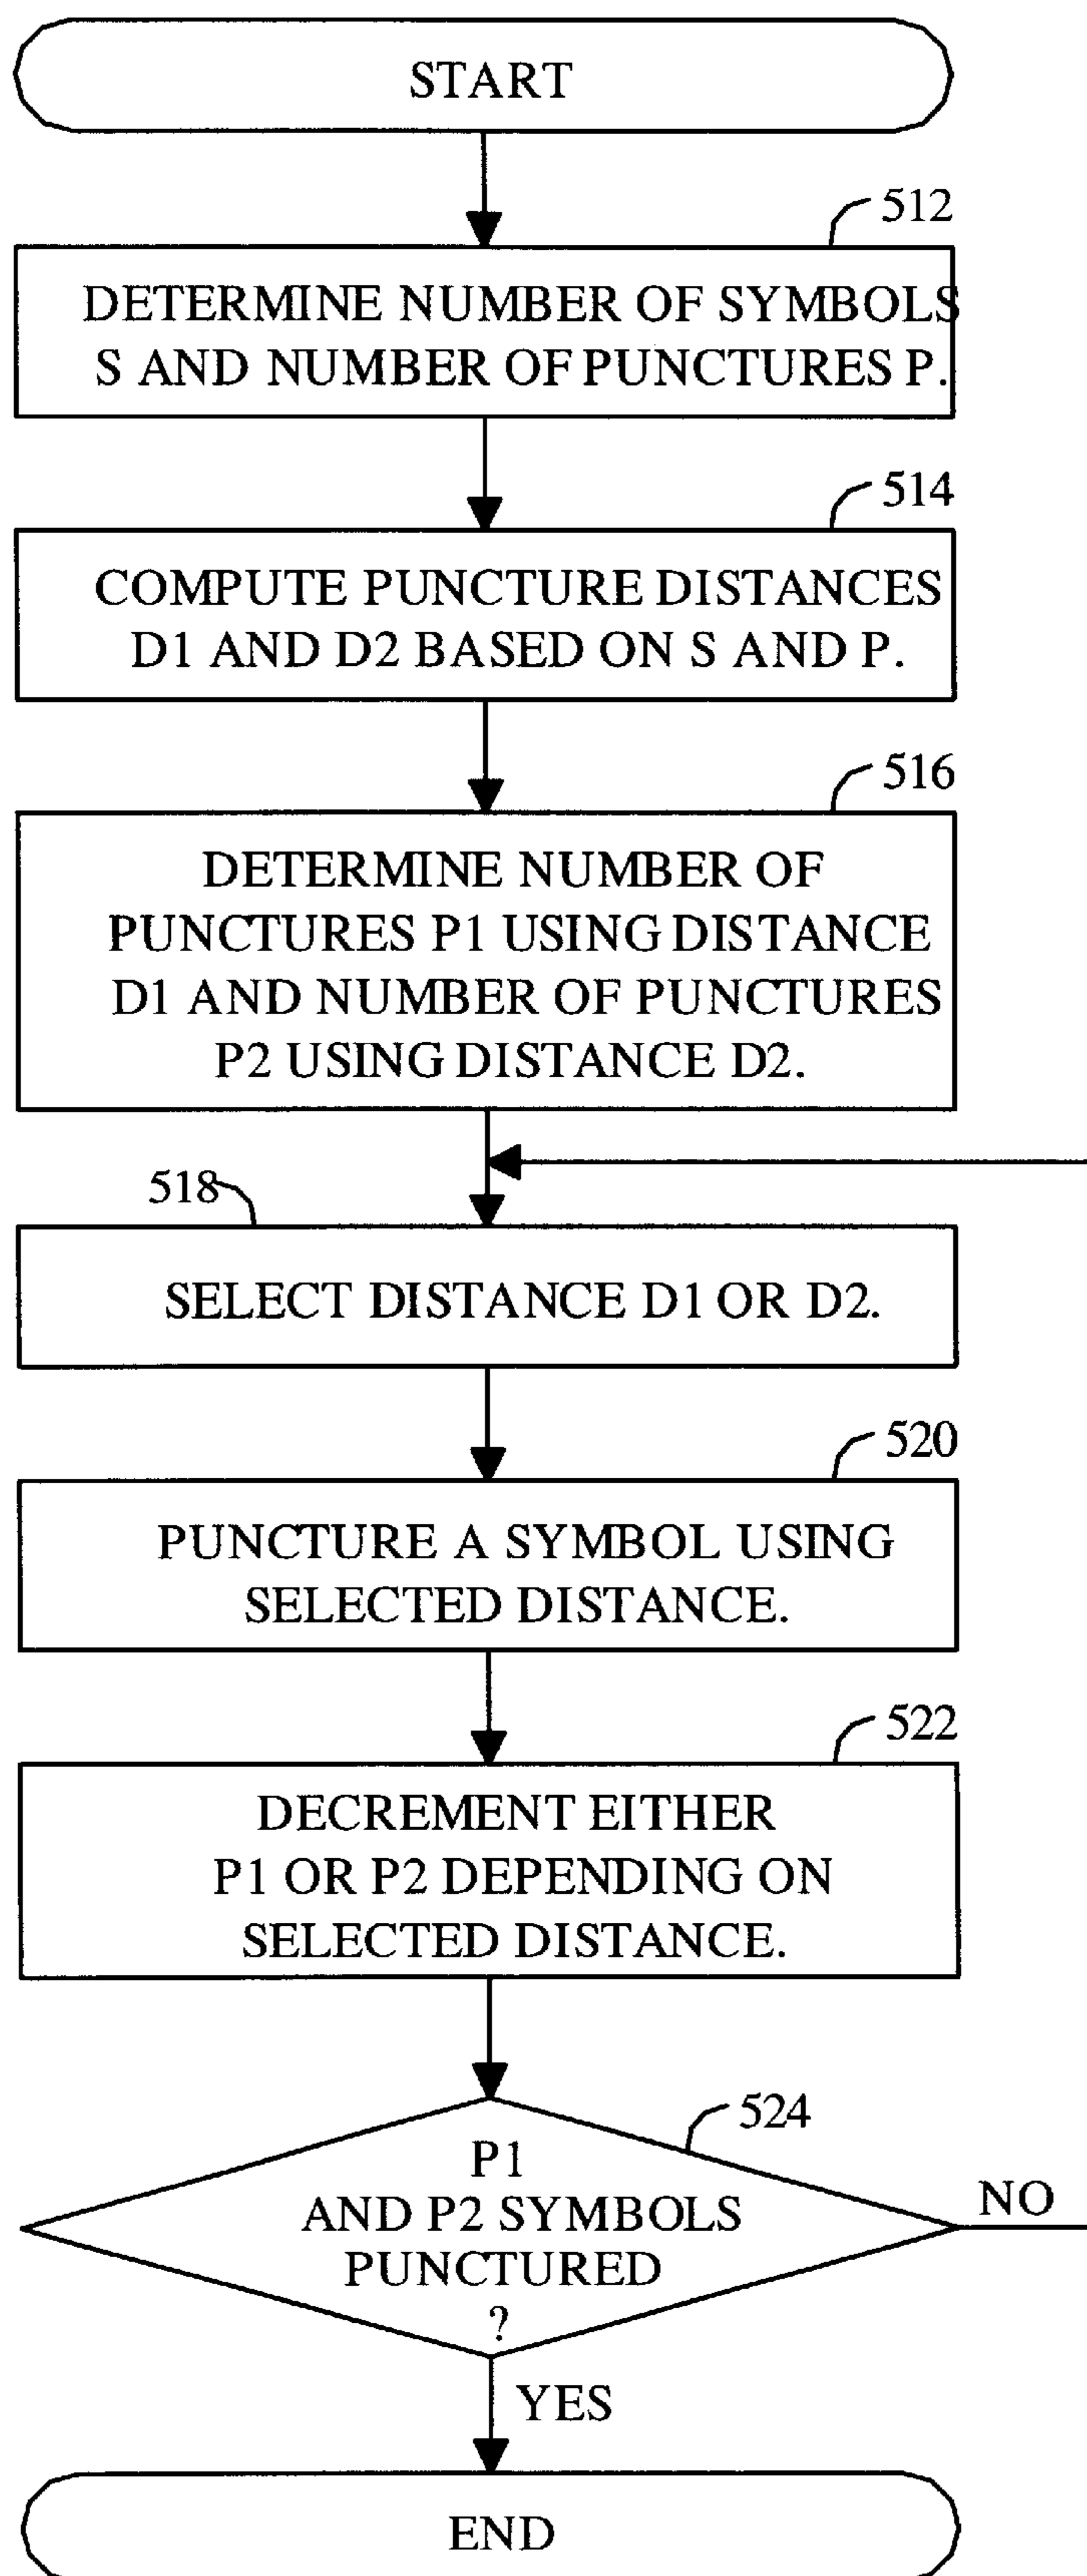 START
512
DETERMINE NUMBER OF SYMBOLS
S AND NUMBER OF PUNCTURES P.
514
COMPUTE PUNCTURE DISTANCES
D1 AND D2 BASED ON S AND P.
516
DETERMINE NUMBER OF
PUNCTURES P1 USING DISTANCE
D1 AND NUMBER OF PUNCTURES
P2 USING DISTANCE D2.
518
SELECT DISTANCE D1 OR D2.
520
PUNCTURE A SYMBOL USING
SELECTED DISTANCE.
522
DECREMENT EITHER
P1 OR P2 DEPENDING ON
SELECTED DISTANCE.
524
P1
AND P2 SYMBOLS
PUNCTURED
?
NO
YES
END